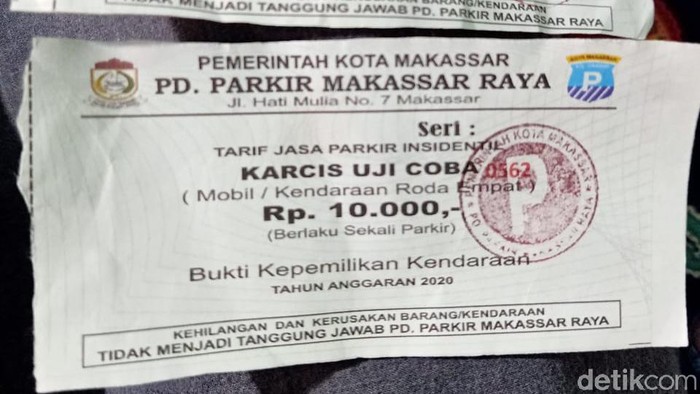 TIDAK MENJADI TANGGUNG JAWAB PD. PARKIR MAKASSAR RAYA
PEMERINTAH KOTA MAKASSAR
PD. PARKIR MAKASSAR RAYA
Jl. Hati Mulia No. 7 Makassar
P
Seri :
TARIF JASA PARKIR INSIDENTIL
KARCIS UJI COBA 0562
( Mobil / Kendaraan Roda Empat )
Rp. 10.000,-
(Berlaku Sekali Parkir)
PEMERINTAH KOTA MAKASSAR
P
Bukti Kepemilikan Kendaraan
TAHUN ANGGARAN 2020
KEHILANGAN DAN KERUSAKAN BARANG/KENDARAAN
TIDAK MENJADI TANGGUNG JAWAB PD. PARKIR MAKASSAR RAYA
detikcom